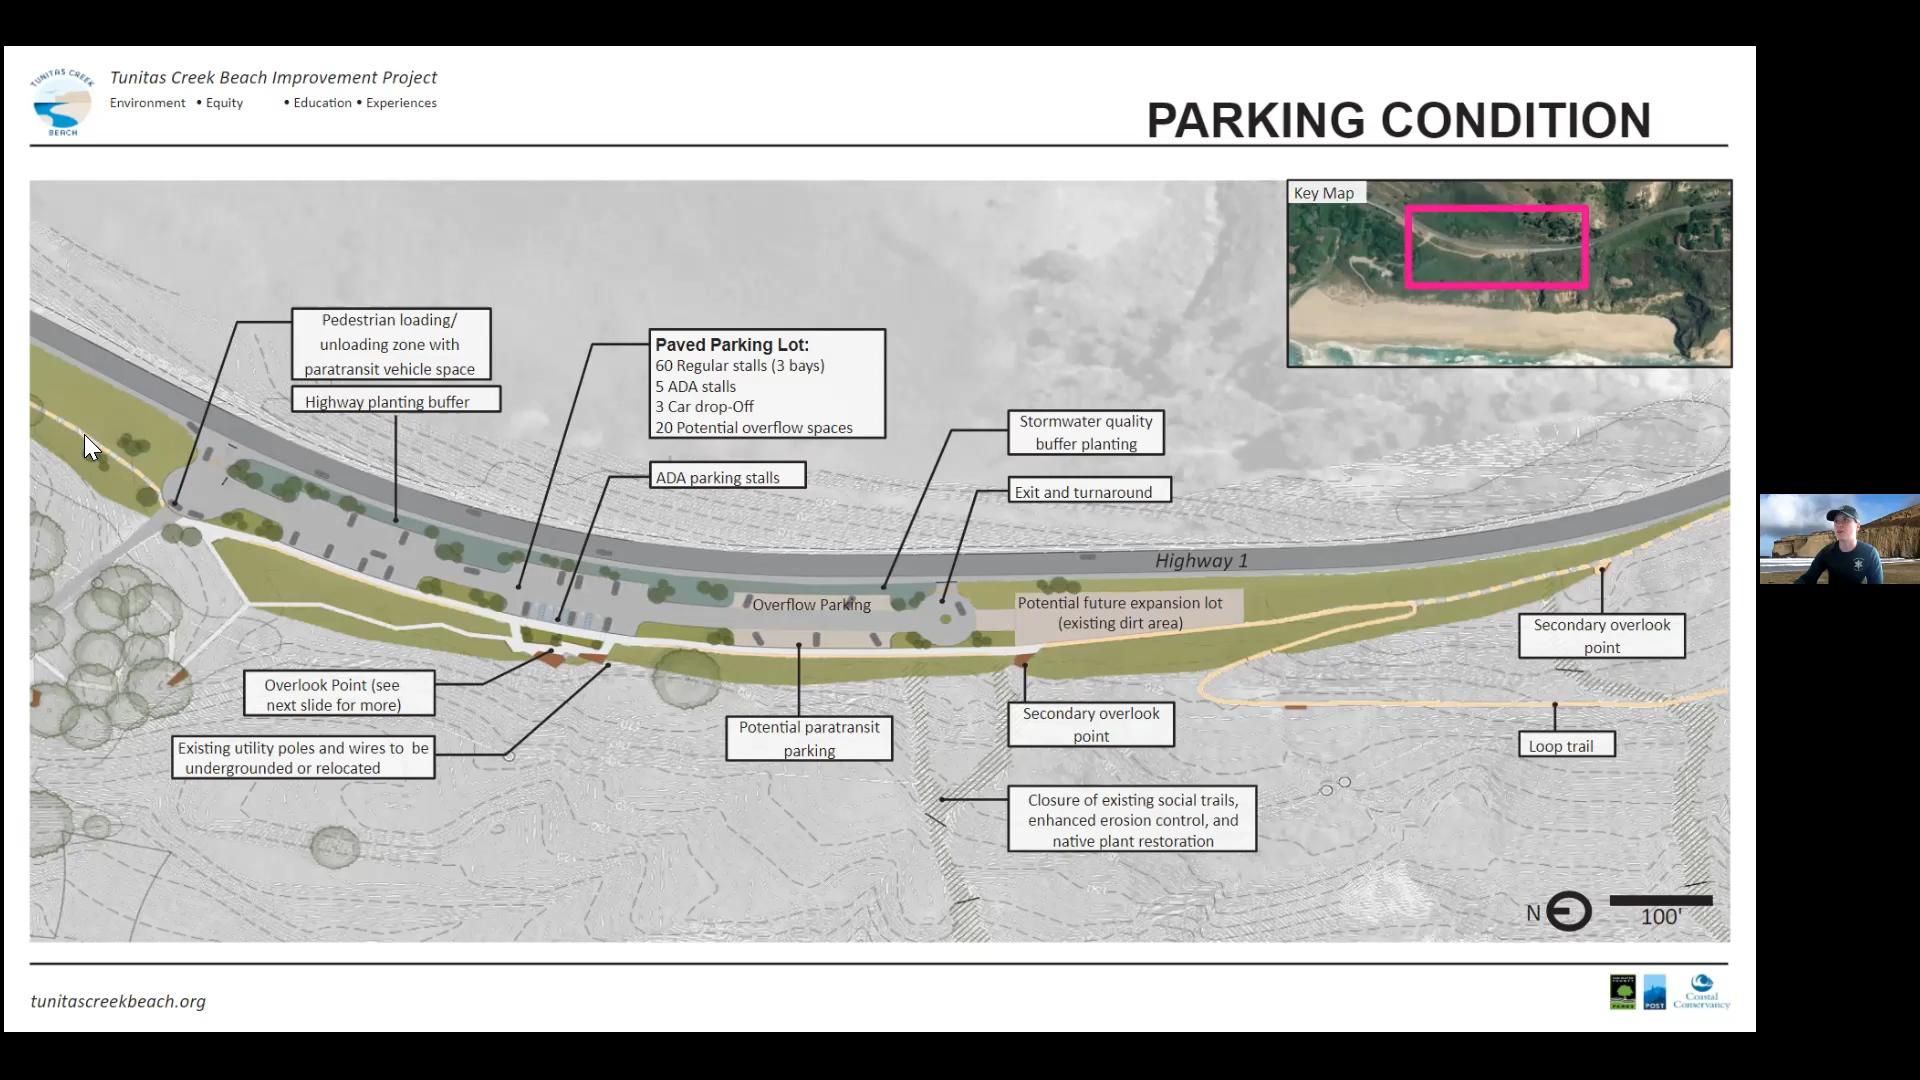 TUNITAS CREEK
BEACH
Tunitas Creek Beach Improvement Project
Environment • Equity • Education • Experiences
PARKING CONDITION
Key Map
Pedestrian loading/
unloading zone with
paratransit vehicle space
Highway planting buffer
Paved Parking Lot:
60 Regular stalls (3 bays)
5 ADA stalls
3 Car drop-Off
20 Potential overflow spaces
ADA parking stalls
Stormwater quality
buffer planting
Exit and turnaround
Highway 1
Overflow Parking
Potential future expansion lot
(existing dirt area)
Secondary overlook
point
Overlook Point (see
next slide for more)
Existing utility poles and wires to be
undergrounded or relocated
Potential paratransit
parking
Secondary overlook
point
Loop trail
Closure of existing social trails,
enhanced erosion control, and
native plant restoration
N
100'
tunitascreekbeach.org
PARKS
POST
Coastal
Conservancy